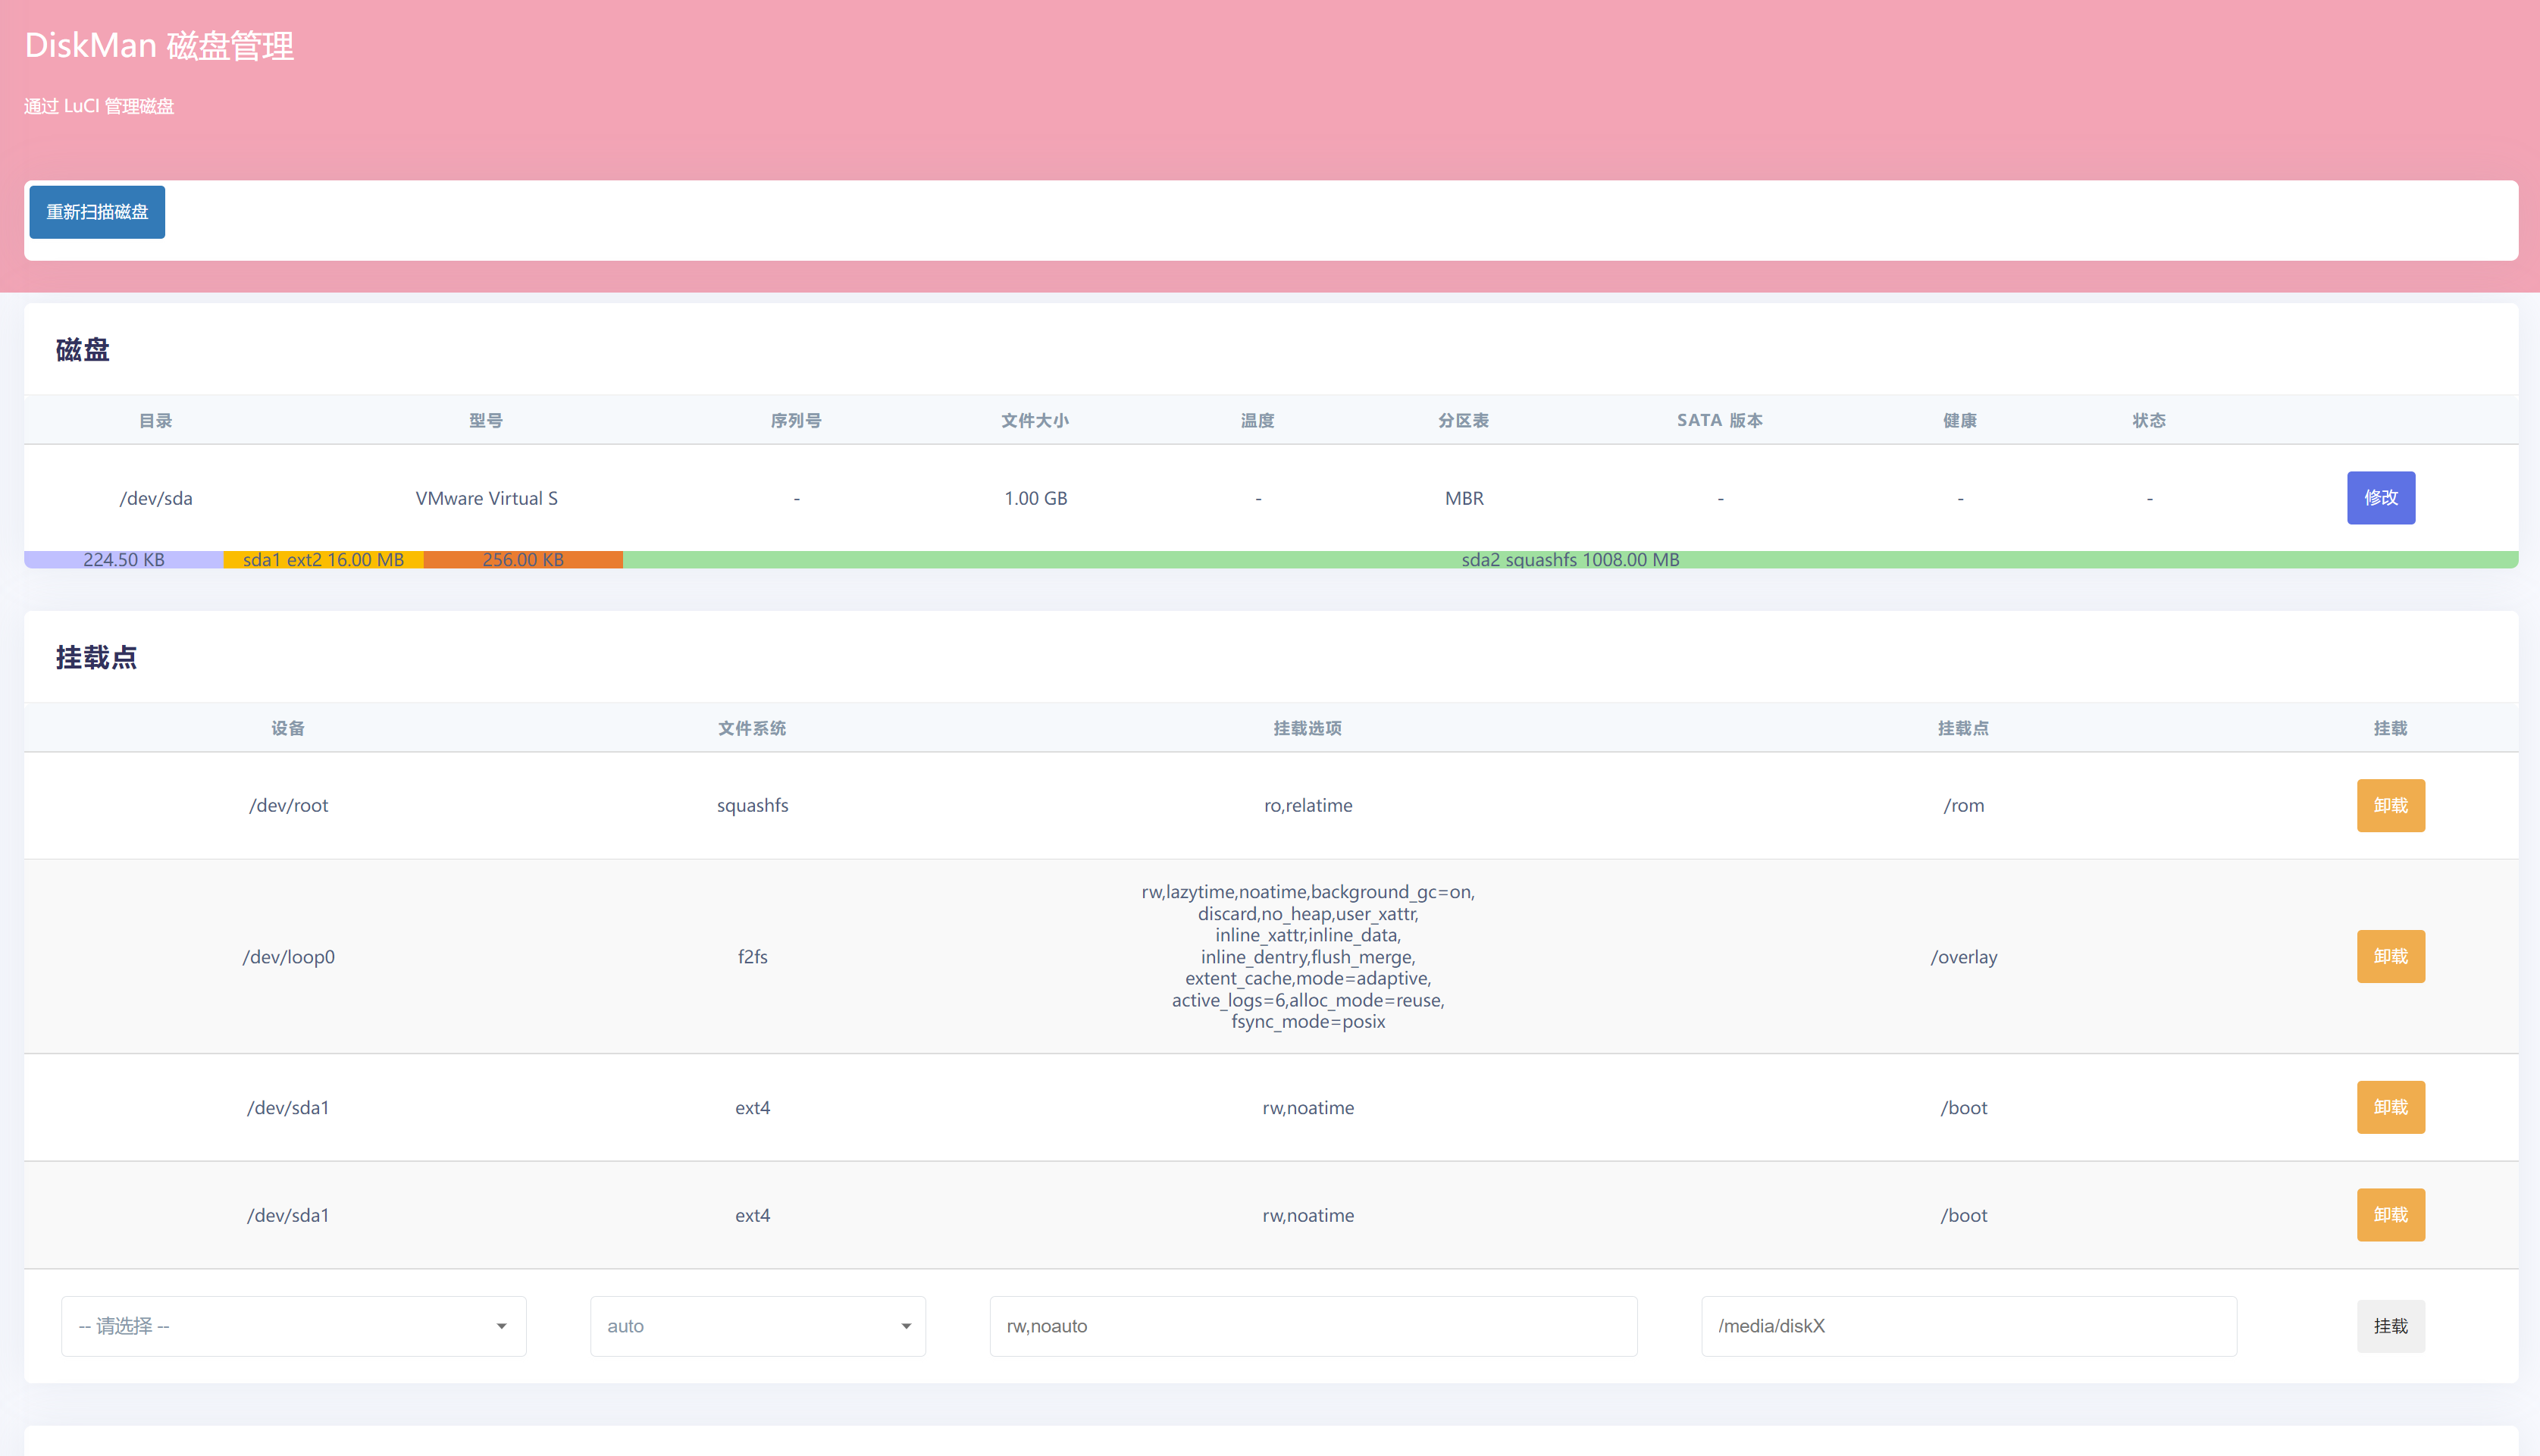 DiskMan 磁盘管理
通过 LuCI 管理磁盘
重新扫描磁盘
磁盘
目录 型号 序列号 文件大小 温度 分区表 SATA 版本 健康 状态
/dev/sda VMware Virtual S - 1.00 GB - MBR - - - 修改
224.50 KB sda1 ext2 16.00 MB 256.00 KB sda2 squashfs 1008.00 MB
挂载点
设备 文件系统 挂载选项 挂载点 挂载
/dev/root squashfs ro,relatime /rom 卸载
rw,lazytime,noatime,background_gc=on,
discard,no_heap,user_xattr,
inline_xattr,inline_data,
/dev/loop0 f2fs inline_dentry,flush_merge, /overlay 卸载
extent_cache,mode=adaptive,
active_logs=6,alloc_mode=reuse,
fsync_mode=posix
/dev/sda1 ext4 rw,noatime /boot 卸载
/dev/sda1 ext4 rw,noatime /boot 卸载
-- 请选择 -- auto rw,noauto /media/diskX 挂载